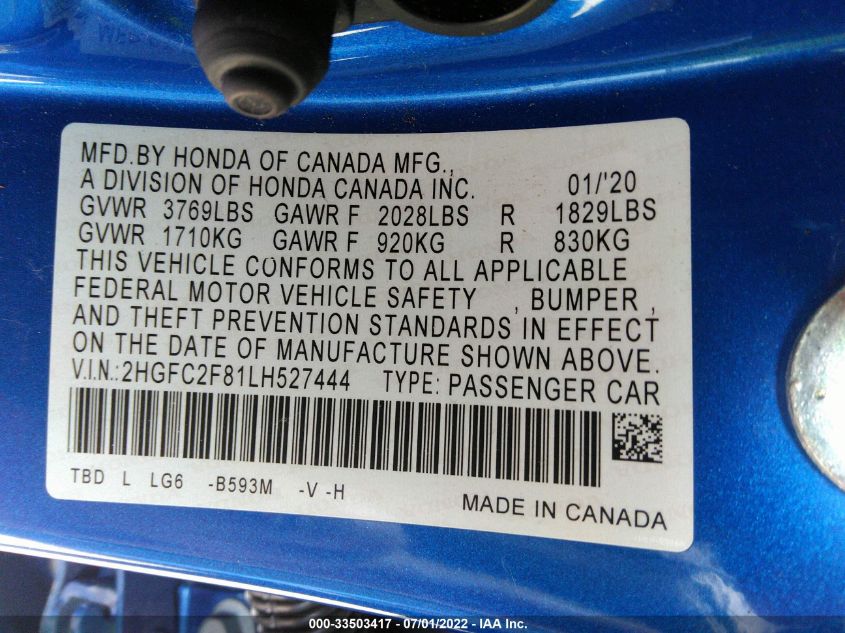 MFD.BY HONDA OF CANADA MFG.,
A DIVISION OF HONDA CANADA INC. 01/'20
GVWR 3769LBS GAWR F 2028LBS R 1829LBS
GVWR 1710KG GAWR F 920KG R 830KG
THIS VEHICLE CONFORMS TO ALL APPLICABLE
FEDERAL MOTOR VEHICLE SAFETY , BUMPER ,
AND THEFT PREVENTION STANDARDS IN EFFECT
ON THE DATE OF MANUFACTURE SHOWN ABOVE.
V.I.N.:2HGFC2F81LH527444 TYPE: PASSENGER CAR
TBD L LG6 -B593M -V -H
MADE IN CANADA
000-33503417 - 07/01/2022 - IAA Inc.